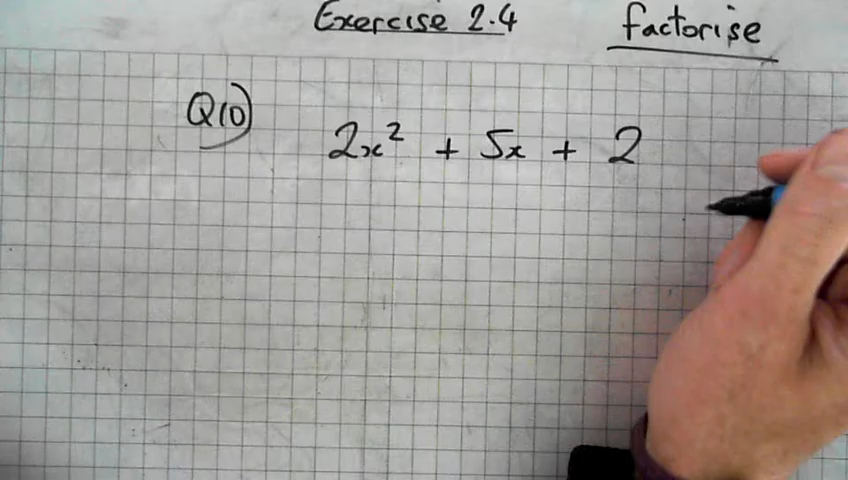 Exercise 2.4 factorise
Q10) 2x² + 5x + 2